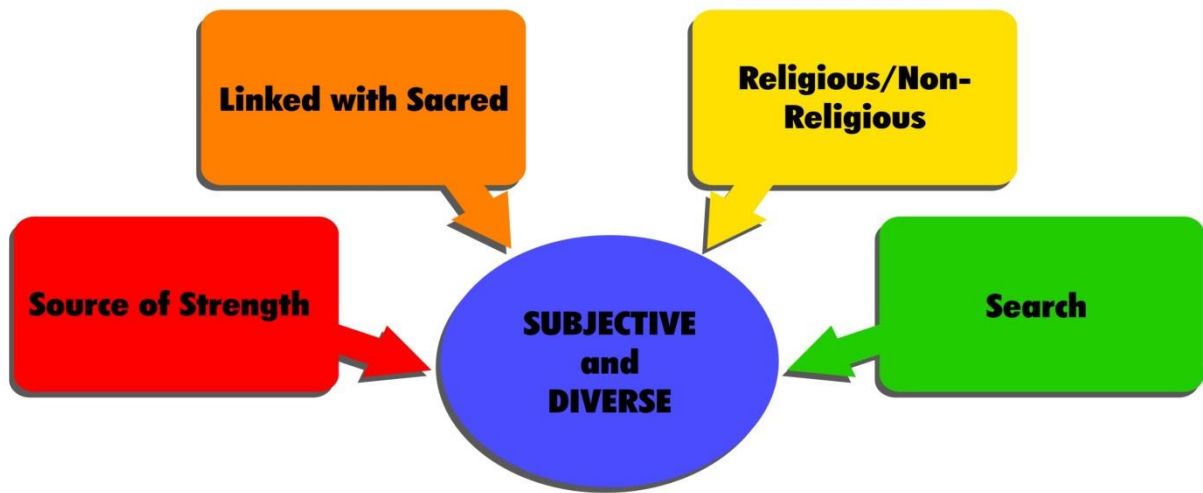 Linked with Sacred
Religious/Non-
Religious
Source of Strength
Search
SUBJECTIVE
and
DIVERSE